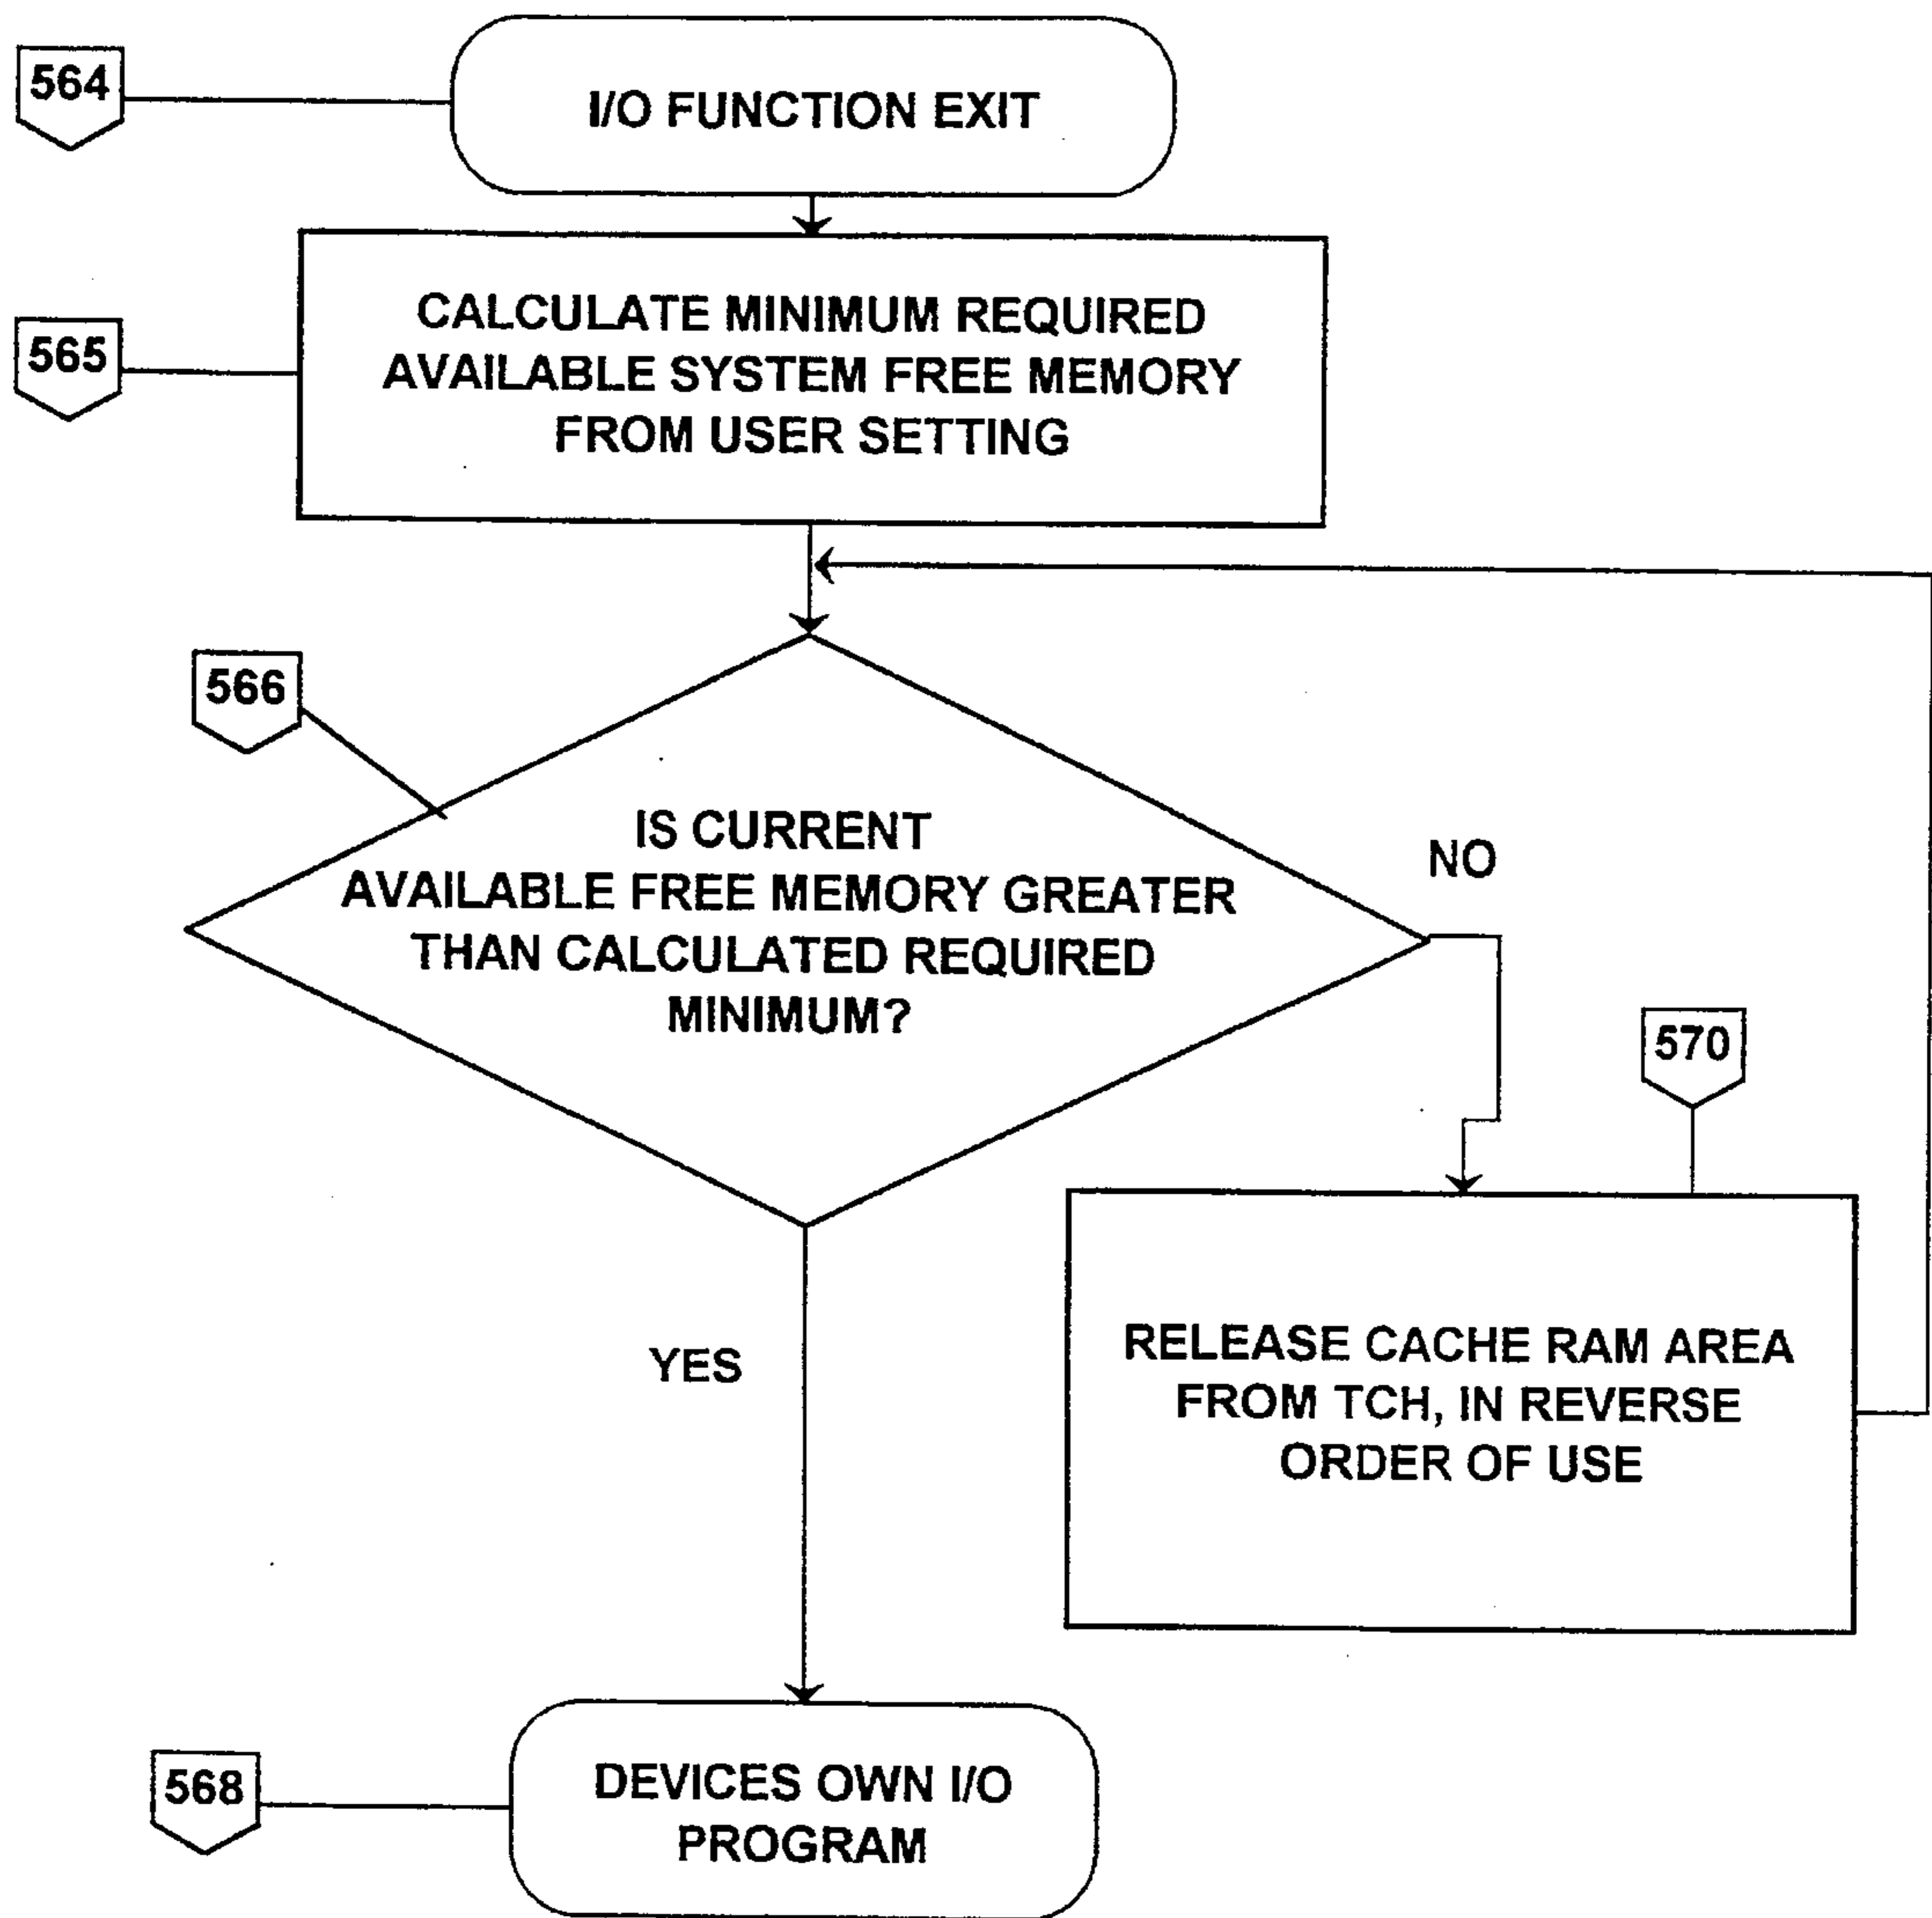 564
I/O FUNCTION EXIT
565
CALCULATE MINIMUM REQUIRED
AVAILABLE SYSTEM FREE MEMORY
FROM USER SETTING
566
IS CURRENT
AVAILABLE FREE MEMORY GREATER
THAN CALCULATED REQUIRED
MINIMUM?
NO
570
RELEASE CACHE RAM AREA
FROM TCH, IN REVERSE
ORDER OF USE
YES
568
DEVICES OWN I/O
PROGRAM